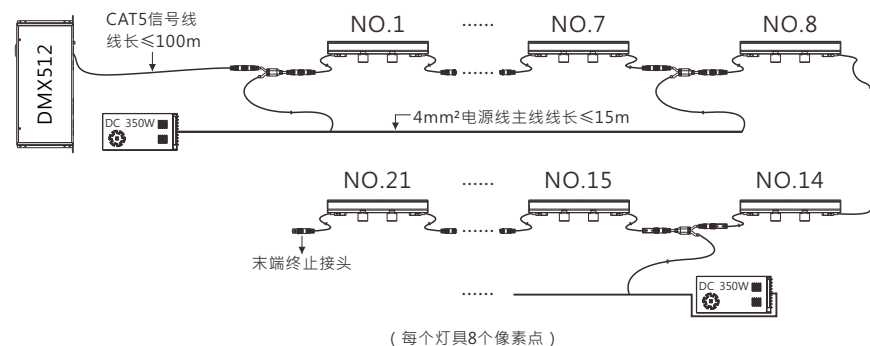 CAT5信号线
线长≤100m
NO.1
......
NO.7
NO.8
DMX512
DC 350W
4mm²电源线主线线长≤15m
NO.21
......
NO.15
NO.14
末端终止接头
......
DC 350W
（每个灯具8个像素点）